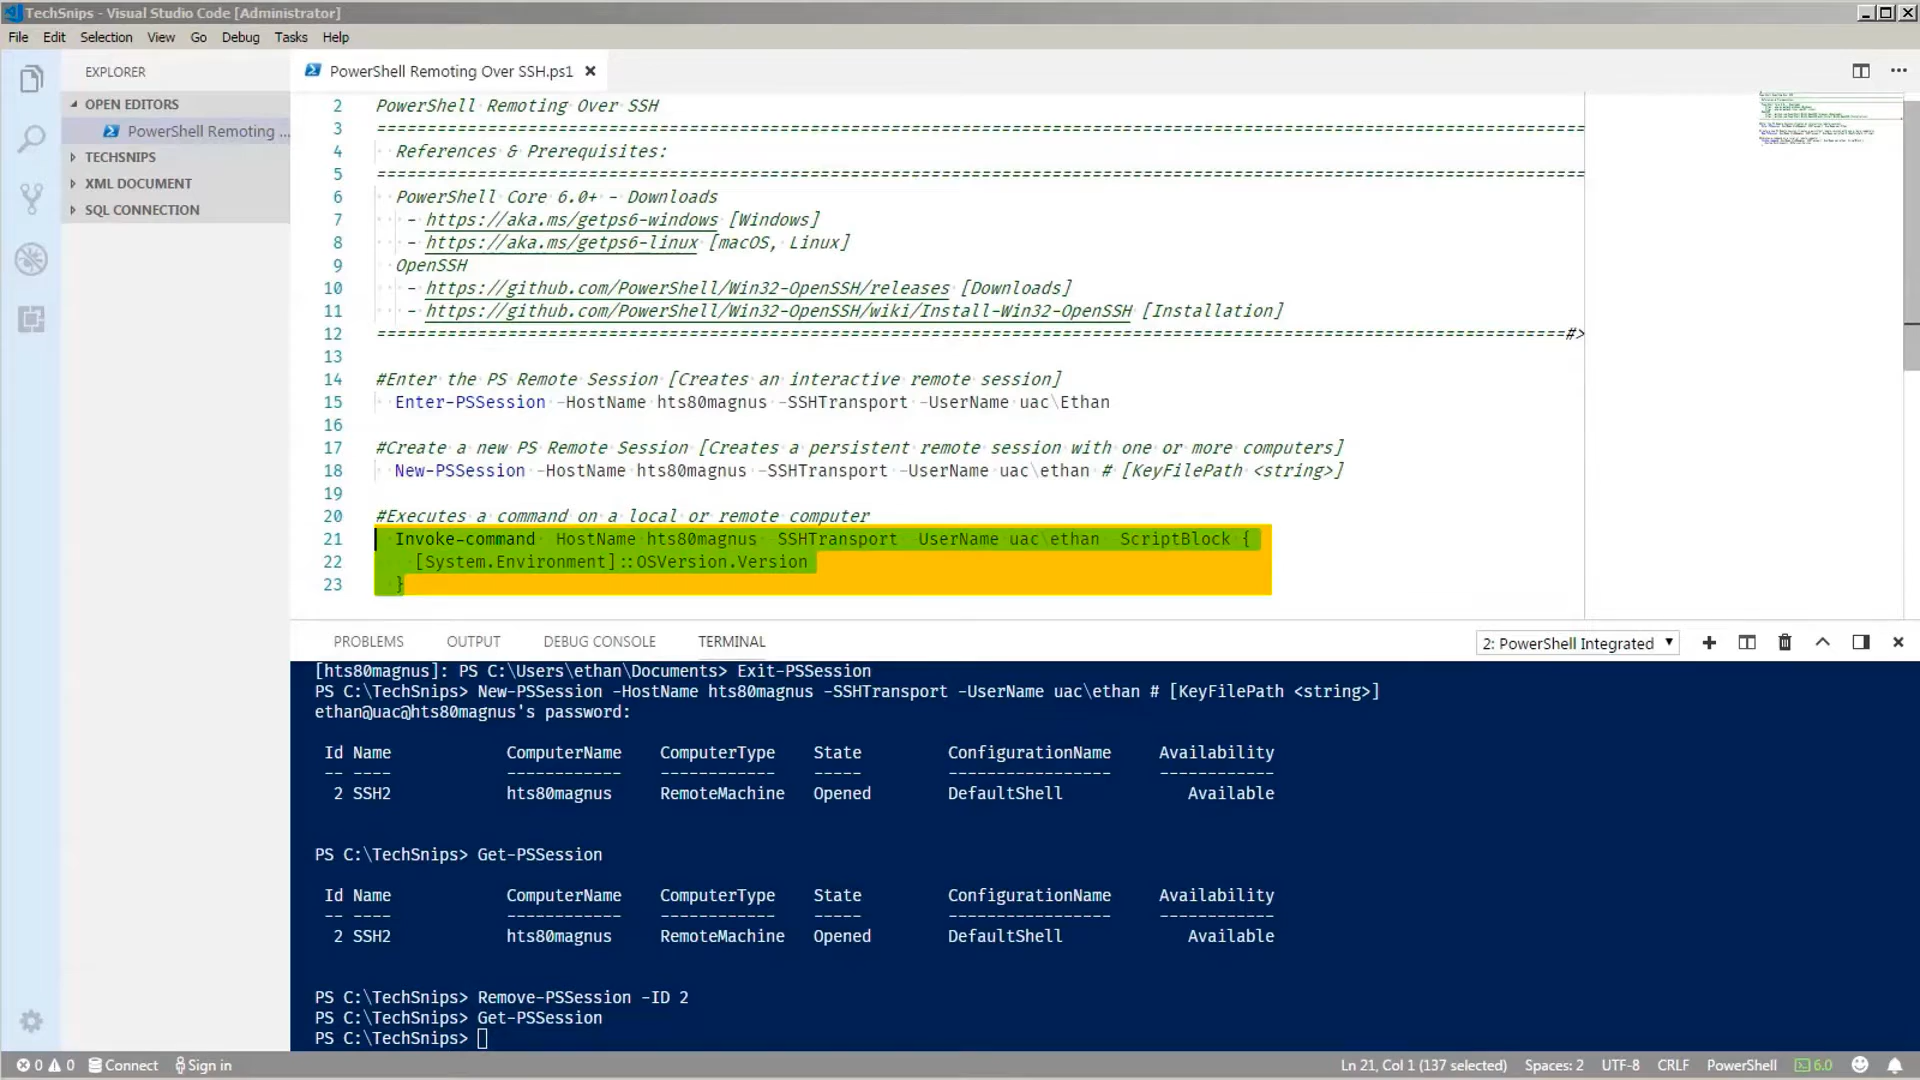 TechSnips - Visual Studio Code [Administrator]
File Edit Selection View Go Debug Tasks Help
EXPLORER
OPEN EDITORS
PowerShell Remoting ...
TECHSNIPS
XML DOCUMENT
SQL CONNECTION
PowerShell Remoting Over SSH.ps1
2 PowerShell Remoting Over SSH
3 ========================================================================================================================
4 References & Prerequisites:
5 ========================================================================================================================
6 PowerShell Core 6.0+ - Downloads
7 - https://aka.ms/getps6-windows [Windows]
8 - https://aka.ms/getps6-linux [macOS, Linux]
9 OpenSSH
10 - https://github.com/PowerShell/Win32-OpenSSH/releases [Downloads]
11 - https://github.com/PowerShell/Win32-OpenSSH/wiki/Install-Win32-OpenSSH [Installation]
12 ======================================================================================================================#>
13
14 #Enter the PS Remote Session [Creates an interactive remote session]
15 Enter-PSSession -HostName hts80magnus -SSHTransport -UserName uac\Ethan
16
17 #Create a new PS Remote Session [Creates a persistent remote session with one or more computers]
18 New-PSSession -HostName hts80magnus -SSHTransport -UserName uac\ethan # [KeyFilePath <string>]
19
20 #Executes a command on a local or remote computer
21 Invoke-command HostName hts80magnus SSHTransport -UserName uac\ethan ScriptBlock {
22 [System.Environment]::OSVersion.Version
23 }
PROBLEMS OUTPUT DEBUG CONSOLE TERMINAL 2: PowerShell Integrated
[hts80magnus]: PS C:\Users\ethan\Documents> Exit-PSSession
PS C:\TechSnips> New-PSSession -HostName hts80magnus -SSHTransport -UserName uac\ethan # [KeyFilePath <string>]
ethan@uac@hts80magnus's password:
Id Name ComputerName ComputerType State ConfigurationName Availability
-- ---- ------------ ------------ ----- ----------------- ------------
2 SSH2 hts80magnus RemoteMachine Opened DefaultShell Available
PS C:\TechSnips> Get-PSSession
Id Name ComputerName ComputerType State ConfigurationName Availability
-- ---- ------------ ------------ ----- ----------------- ------------
2 SSH2 hts80magnus RemoteMachine Opened DefaultShell Available
PS C:\TechSnips> Remove-PSSession -ID 2
PS C:\TechSnips> Get-PSSession
PS C:\TechSnips>
0 0 Connect Sign in Ln 21, Col 1 (137 selected) Spaces: 2 UTF-8 CRLF PowerShell 6.0